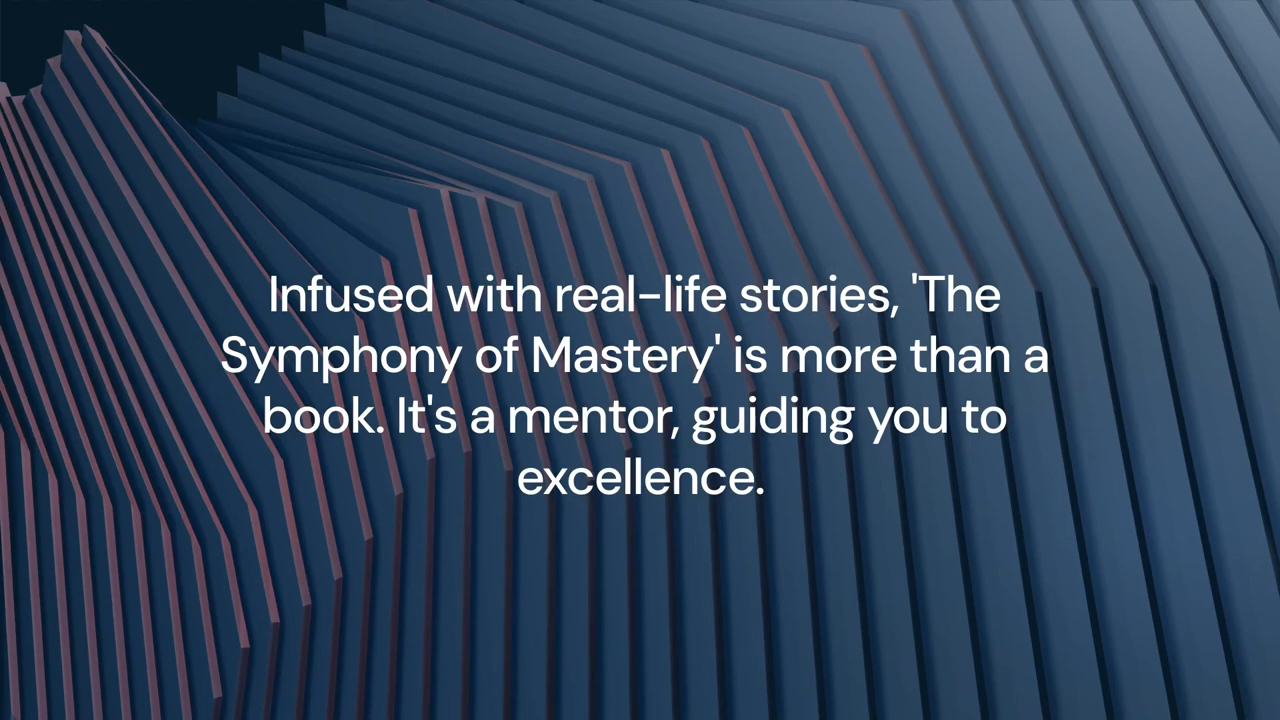 Infused with real-life stories, 'The
Symphony of Mastery' is more than a
book. It's a mentor, guiding you to
excellence.